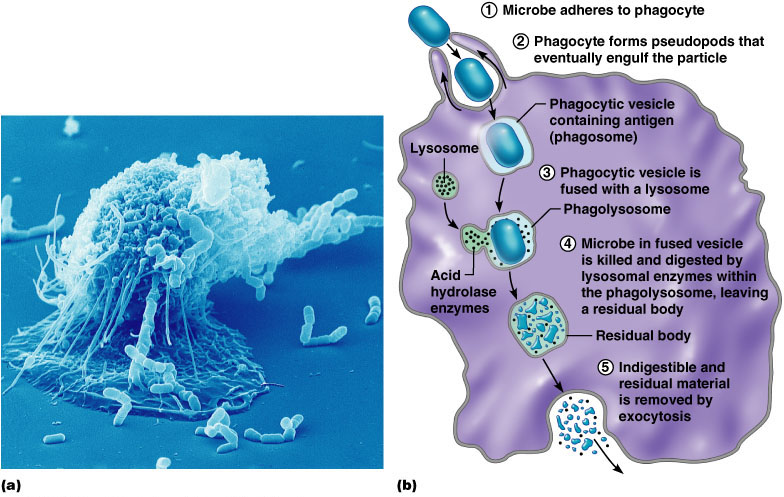 ① Microbe adheres to phagocyte
② Phagocyte forms pseudopods that
eventually engulf the particle
Phagocytic vesicle
containing antigen
(phagosome)
Lysosome
③ Phagocytic vesicle is
fused with a lysosome
Phagolysosome
④ Microbe in fused vesicle
is killed and digested by
lysosomal enzymes within
the phagolysosome, leaving
a residual body
Acid
hydrolase
enzymes
Residual body
⑤ Indigestible and
residual material
is removed by
exocytosis
(a)
(b)